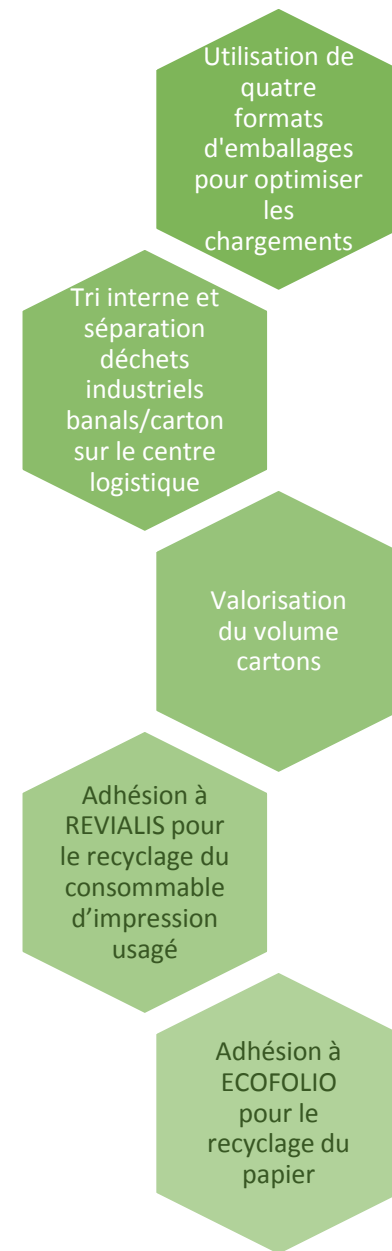 Utilisation de
quatre
formats
d'emballages
pour optimiser
les
chargements
Tri interne et
séparation
déchets
industriels
banals/carton
sur le centre
logistique
Valorisation
du volume
cartons
Adhésion à
REVIALIS pour
le recyclage du
consommable
d’impression
usagé
Adhésion à
ECOFOLIO
pour le
recyclage du
papier